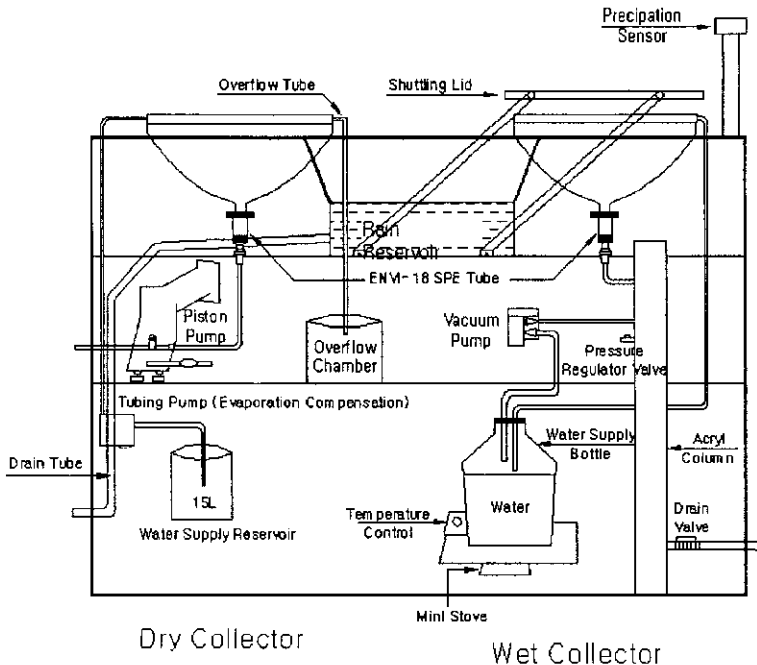 Precipation
Sensor
Overflow Tube
Shuttling Lid
Rain
Reservoir
ENVI-18 SPE Tube
Piston
Pump
Vacuum
Pump
Overflow
Chamber
Pressure
Regulator Valve
Tubing Pump (Evaporation Compensation)
Water Supply
Bottle
Acryl
Column
Drain Tube
15L
Water
Drain
Valve
Temperature
Control
Water Supply Reservoir
Mini Stove
Dry Collector
Wet Collector